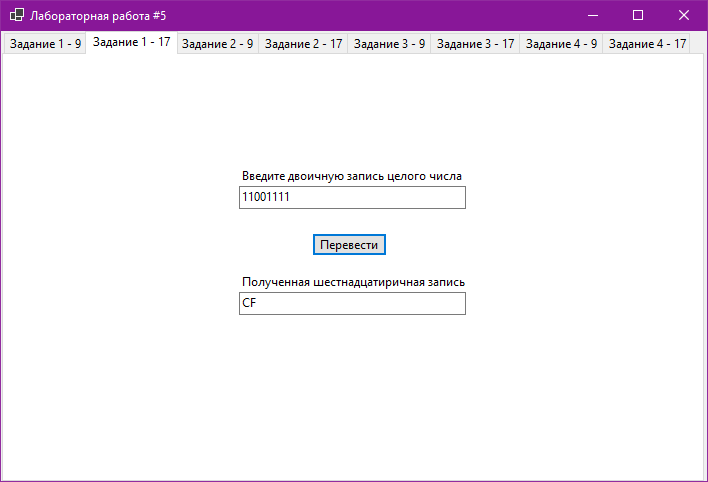 Лабораторная работа #5
Задание 1 - 9 Задание 1 - 17 Задание 2 - 9 Задание 2 - 17 Задание 3 - 9 Задание 3 - 17 Задание 4 - 9 Задание 4 - 17
Введите двоичную запись целого числа
11001111
Перевести
Полученная шестнадцатиричная запись
CF